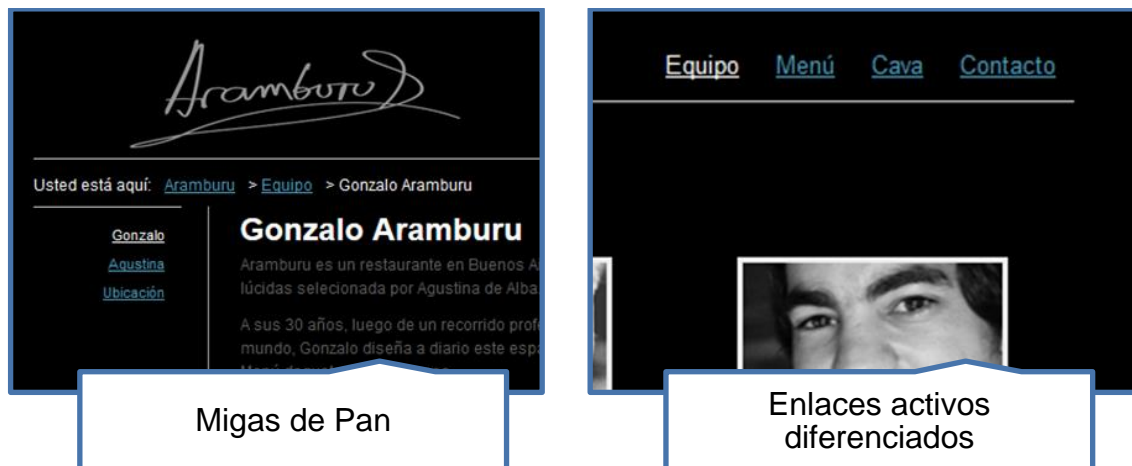 Aramburu
Usted está aquí: Aramburu > Equipo > Gonzalo Aramburu
Gonzalo
Agustina
Ubicación
Gonzalo Aramburu
Aramburu es un restaurante en Buenos A
lúcidas selecionada por Agustina de Alba
A sus 30 años, luego de un recorrido profe
mundo, Gonzalo diseña a diario este espa
Migas de Pan
Equipo Menú Cava Contacto
Enlaces activos
diferenciados